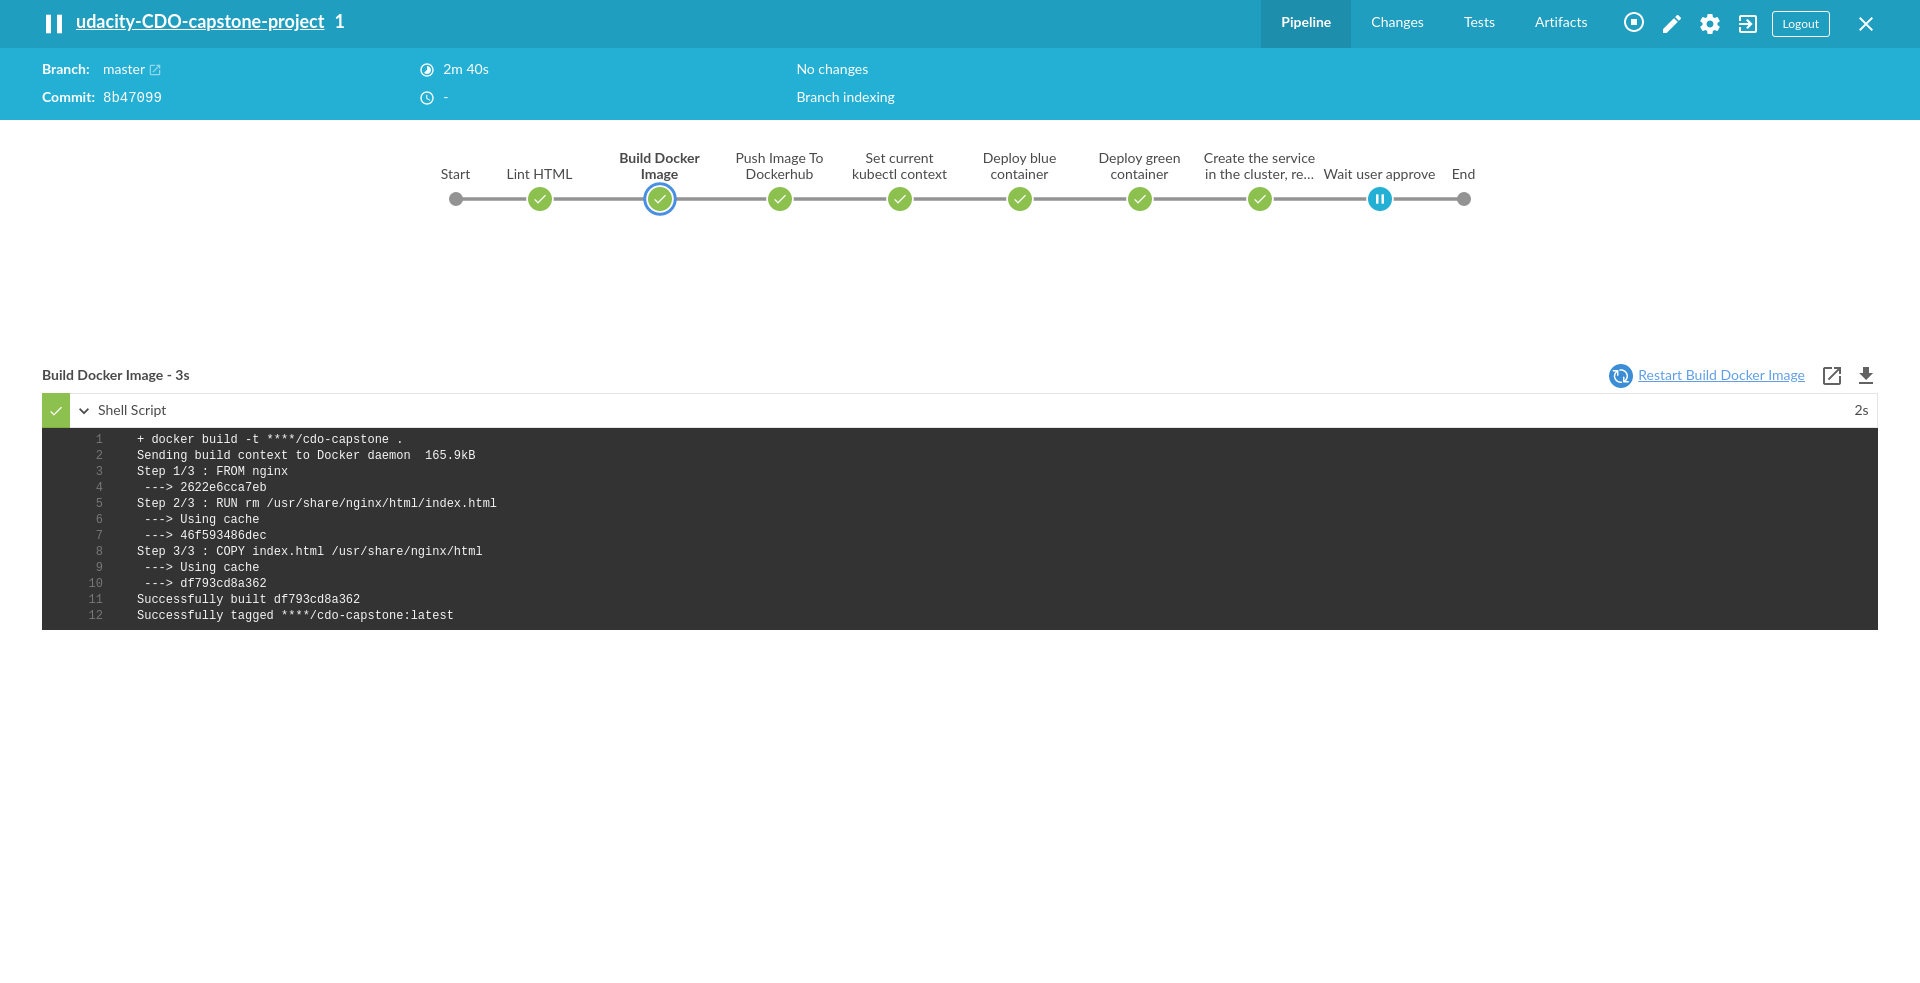 udacity-CDO-capstone-project 1
Pipeline Changes Tests Artifacts Logout
Branch: master 2m 40s No changes
Commit: 8b47099 - Branch indexing
Start
Lint HTML
Build Docker
Image
Push Image To
Dockerhub
Set current
kubectl context
Deploy blue
container
Deploy green
container
Create the service
in the cluster, re...
Wait user approve
End
Build Docker Image - 3s
Restart Build Docker Image
Shell Script 2s
1 + docker build -t ****/cdo-capstone .
2 Sending build context to Docker daemon  165.9kB
3 Step 1/3 : FROM nginx
4  ---> 2622e6cca7eb
5 Step 2/3 : RUN rm /usr/share/nginx/html/index.html
6  ---> Using cache
7  ---> 46f593486dec
8 Step 3/3 : COPY index.html /usr/share/nginx/html
9  ---> Using cache
10  ---> df793cd8a362
11 Successfully built df793cd8a362
12 Successfully tagged ****/cdo-capstone:latest